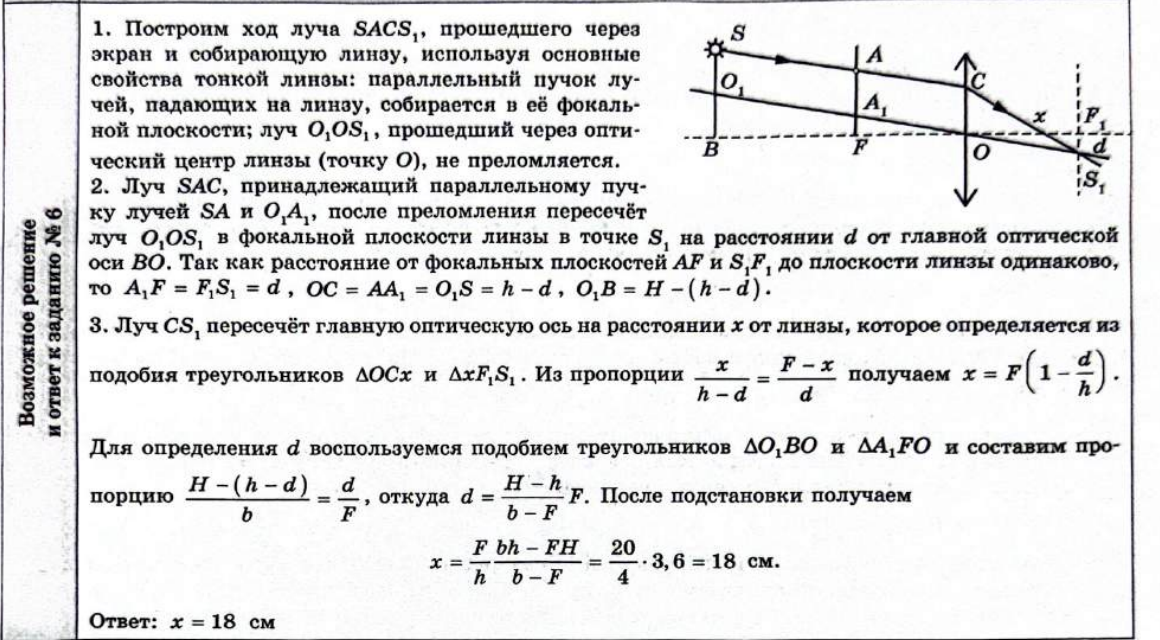 Возможное решение
и ответ к заданию № 6
1. Построим ход луча SACS₁, прошедшего через
экран и собирающую линзу, используя основные
свойства тонкой линзы: параллельный пучок лу-
чей, падающих на линзу, собирается в её фокаль-
ной плоскости; луч O₁OS₁, прошедший через опти-
ческий центр линзы (точку O), не преломляется.
2. Луч SAC, принадлежащий параллельному пуч-
ку лучей SA и O₁A₁, после преломления пересечёт
луч O₁OS₁ в фокальной плоскости линзы в точке S₁ на расстоянии d от главной оптической
оси BO. Так как расстояние от фокальных плоскостей AF и S₁F₁ до плоскости линзы одинаково,
то A₁F = F₁S₁ = d, OC = AA₁ = O₁S = h – d, O₁B = H – (h – d).
3. Луч CS₁ пересечёт главную оптическую ось на расстоянии x от линзы, которое определяется из
подобия треугольников ΔOCx и ΔxF₁S₁. Из пропорции x/(h – d) = (F – x)/d получаем x = F(1 – d/h).
Для определения d воспользуемся подобием треугольников ΔO₁BO и ΔA₁FO и составим про-
порцию (H – (h – d))/b = d/F, откуда d = (H – h)/(b – F) F. После подстановки получаем
x = F/h (bh – FH)/(b – F) = 20/4 · 3,6 = 18 см.
Ответ: x = 18 см
S
A
C
O₁
A₁
x
F₁
B
F
O
d
S₁